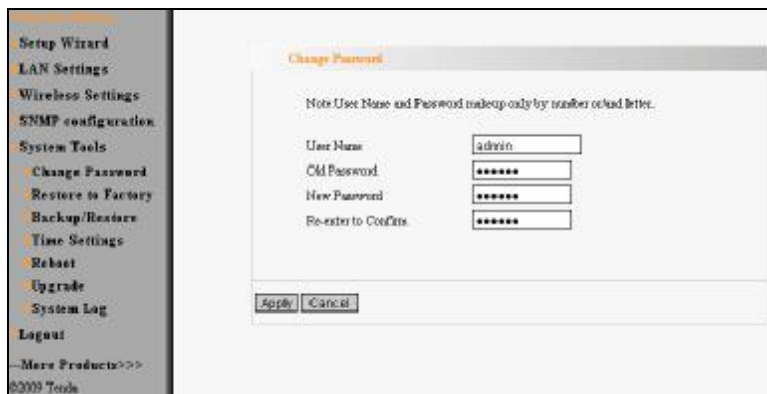 Setup Wizard
LAN Settings
Wireless Settings
SNMP configuration
System Tools
Change Password
Restore to Factory
Backup/Restore
Time Settings
Reboot
Upgrade
System Log
Logout
--More Products>>>
©2009 Tenda
Change Password
Note:User Name and Password makeup only by number or/and letter.
User Name
admin
Old Password
••••••
New Password
••••••
Re-enter to Confirm
••••••
Apply Cancel